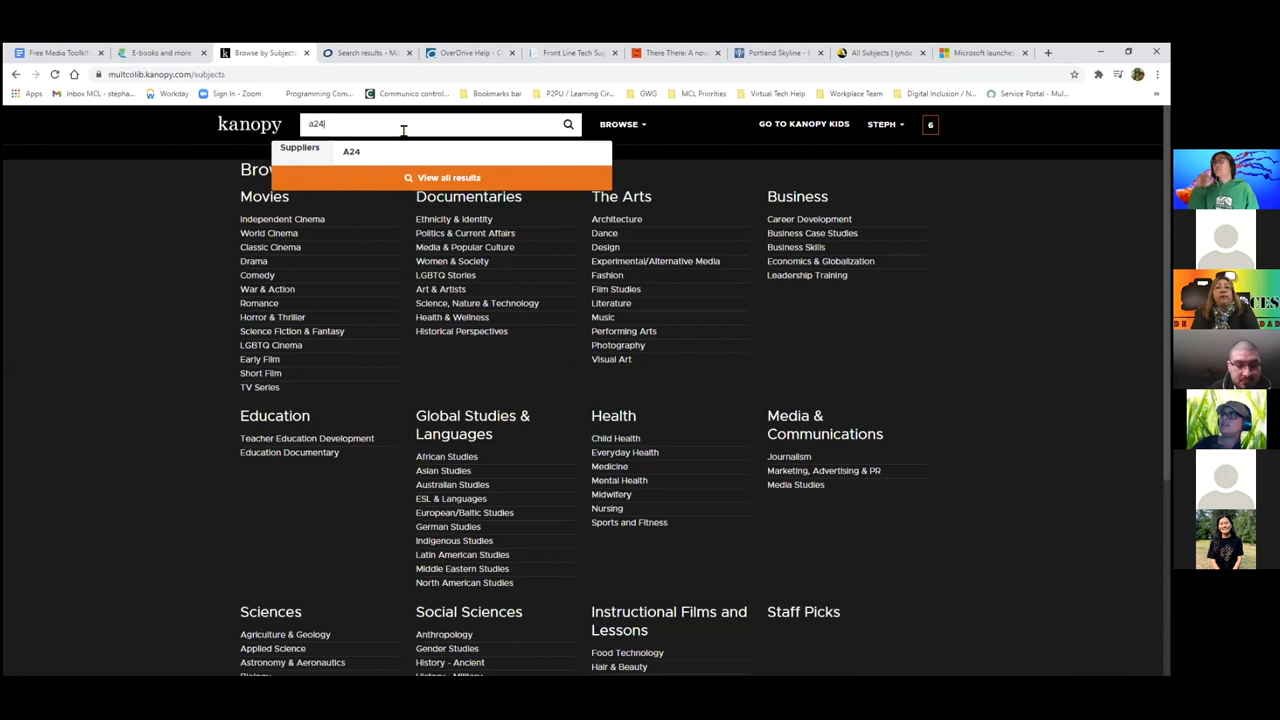 Free Media Toolkit
E-books and more
Browse by Subjects
Search results - Mu
OverDrive Help - C
Front Line Tech Sup
There There: A nov
Portland Skyline -
All Subjects | lynda
Microsoft launche
multcolib.kanopy.com/subjects
Apps
Inbox MCL - stepha...
Workday
Sign In - Zoom
Programming Com...
Communico control...
Bookmarks bar
P2PU / Learning Cir...
GWG
MCL Priorities
Virtual Tech Help
Workplace Team
Digital Inclusion / N...
Service Portal - Mul...
kanopy
a24
BROWSE
GO TO KANOPY KIDS
STEPH
6
Suppliers
A24
View all results
Brow
Movies
Independent Cinema
World Cinema
Classic Cinema
Drama
Comedy
War & Action
Romance
Horror & Thriller
Science Fiction & Fantasy
LGBTQ Cinema
Early Film
Short Film
TV Series
Documentaries
Ethnicity & Identity
Politics & Current Affairs
Media & Popular Culture
Women & Society
LGBTQ Stories
Art & Artists
Science, Nature & Technology
Health & Wellness
Historical Perspectives
The Arts
Architecture
Dance
Design
Experimental/Alternative Media
Fashion
Film Studies
Literature
Music
Performing Arts
Photography
Visual Art
Business
Career Development
Business Case Studies
Business Skills
Economics & Globalization
Leadership Training
Education
Teacher Education Development
Education Documentary
Global Studies &
Languages
African Studies
Asian Studies
Australian Studies
ESL & Languages
European/Baltic Studies
German Studies
Indigenous Studies
Latin American Studies
Middle Eastern Studies
North American Studies
Health
Child Health
Everyday Health
Medicine
Mental Health
Midwifery
Nursing
Sports and Fitness
Media &
Communications
Journalism
Marketing, Advertising & PR
Media Studies
Sciences
Agriculture & Geology
Applied Science
Astronomy & Aeronautics
Social Sciences
Anthropology
Gender Studies
History - Ancient
Instructional Films and
Lessons
Food Technology
Hair & Beauty
Staff Picks